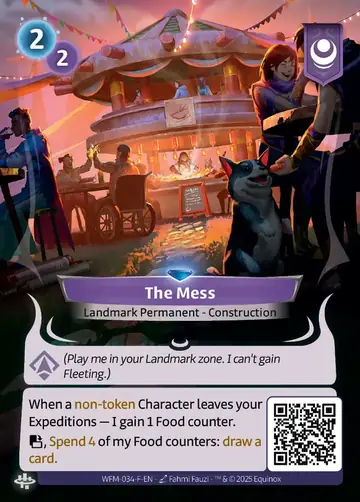 2
2
The Mess
Landmark Permanent - Construction
(Play me in your Landmark zone. I can't gain
Fleeting.)
When a non-token Character leaves your
Expeditions — I gain 1 Food counter.
, Spend 4 of my Food counters: draw a
card.
WFM-034-F-EN - Fahmi Fauzi - ™ & © 2025 Equinox